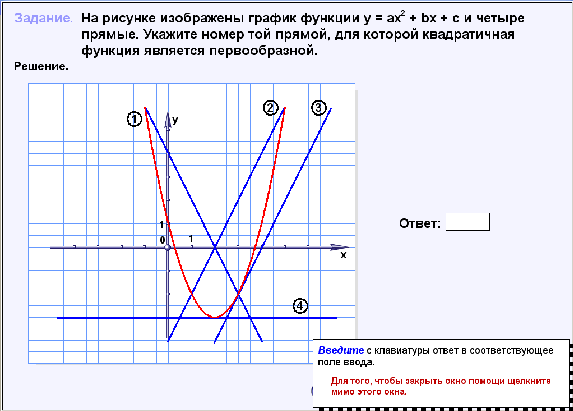 Задание. На рисунке изображены график функции y = ax² + bx + c и четыре
прямые. Укажите номер той прямой, для которой квадратичная
функция является первообразной.
Решение.
1 2 3
y
1
0 1
x
4
Ответ:
Введите с клавиатуры ответ в соответствующее
поле ввода.
Для того, чтобы закрыть окно помощи щелкните
мимо этого окна.